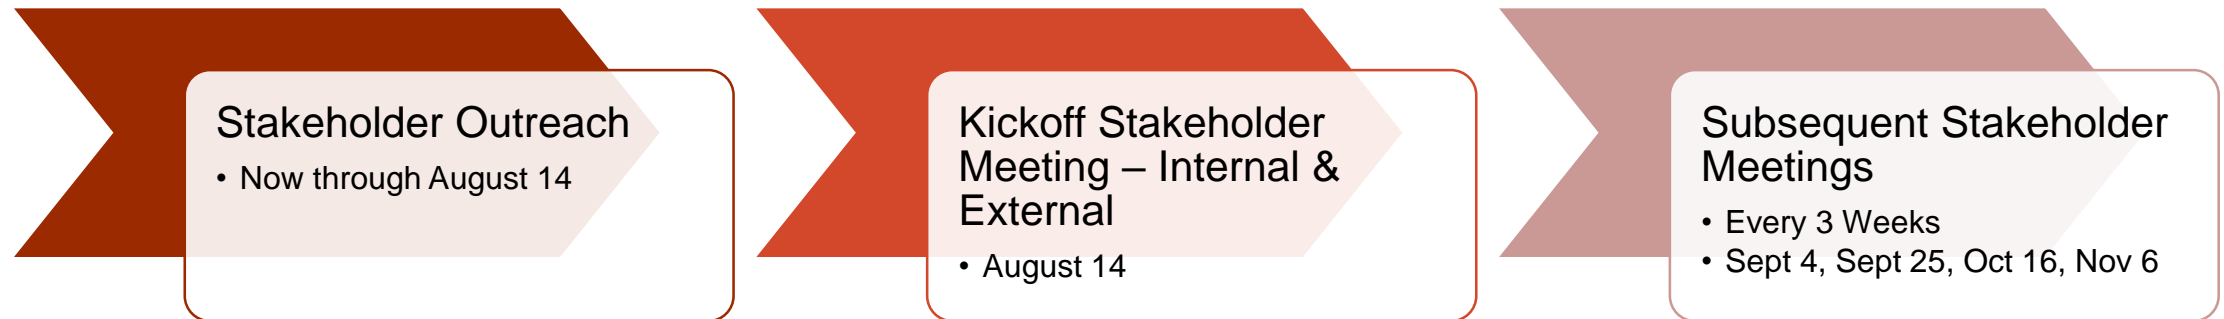 Stakeholder Outreach
• Now through August 14
Kickoff Stakeholder
Meeting – Internal &
External
• August 14
Subsequent Stakeholder
Meetings
• Every 3 Weeks
• Sept 4, Sept 25, Oct 16, Nov 6